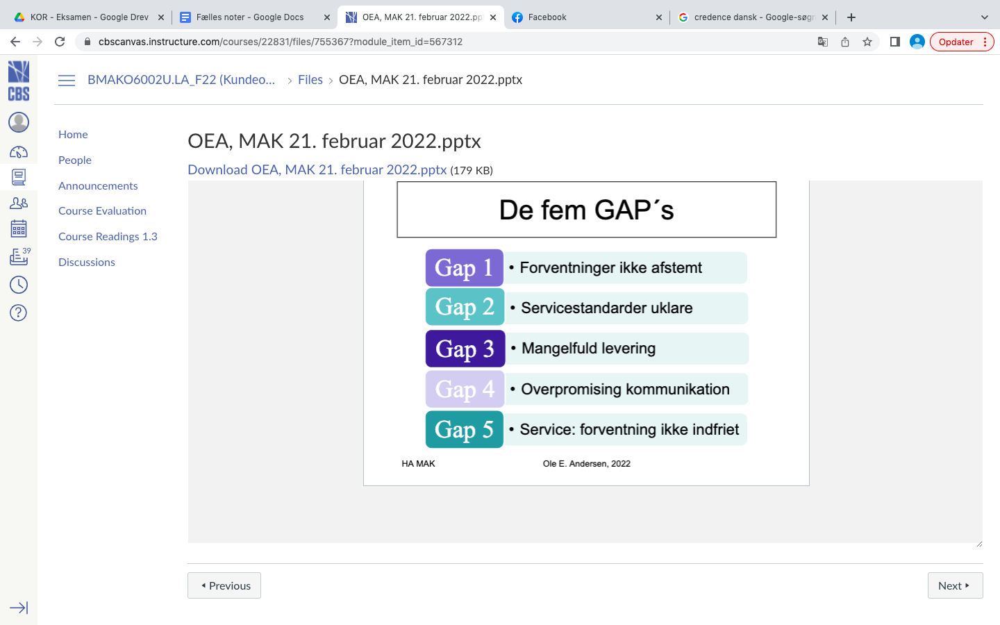 KOR - Eksamen - Google Drev
Fælles noter - Google Docs
OEA, MAK 21. februar 2022.pp
Facebook
credence dansk - Google-søgn
cbscanvas.instructure.com/courses/22831/files/755367?module_item_id=567312
Opdater
CBS
BMAKO6002U.LA_F22 (Kundeo... › Files › OEA, MAK 21. februar 2022.pptx
39
Home
People
Announcements
Course Evaluation
Course Readings 1.3
Discussions
OEA, MAK 21. februar 2022.pptx
Download OEA, MAK 21. februar 2022.pptx (179 KB)
De fem GAP´s
Gap 1 • Forventninger ikke afstemt
Gap 2 • Servicestandarder uklare
Gap 3 • Mangelfuld levering
Gap 4 • Overpromising kommunikation
Gap 5 • Service: forventning ikke indfriet
HA MAK
Ole E. Andersen, 2022
Previous
Next